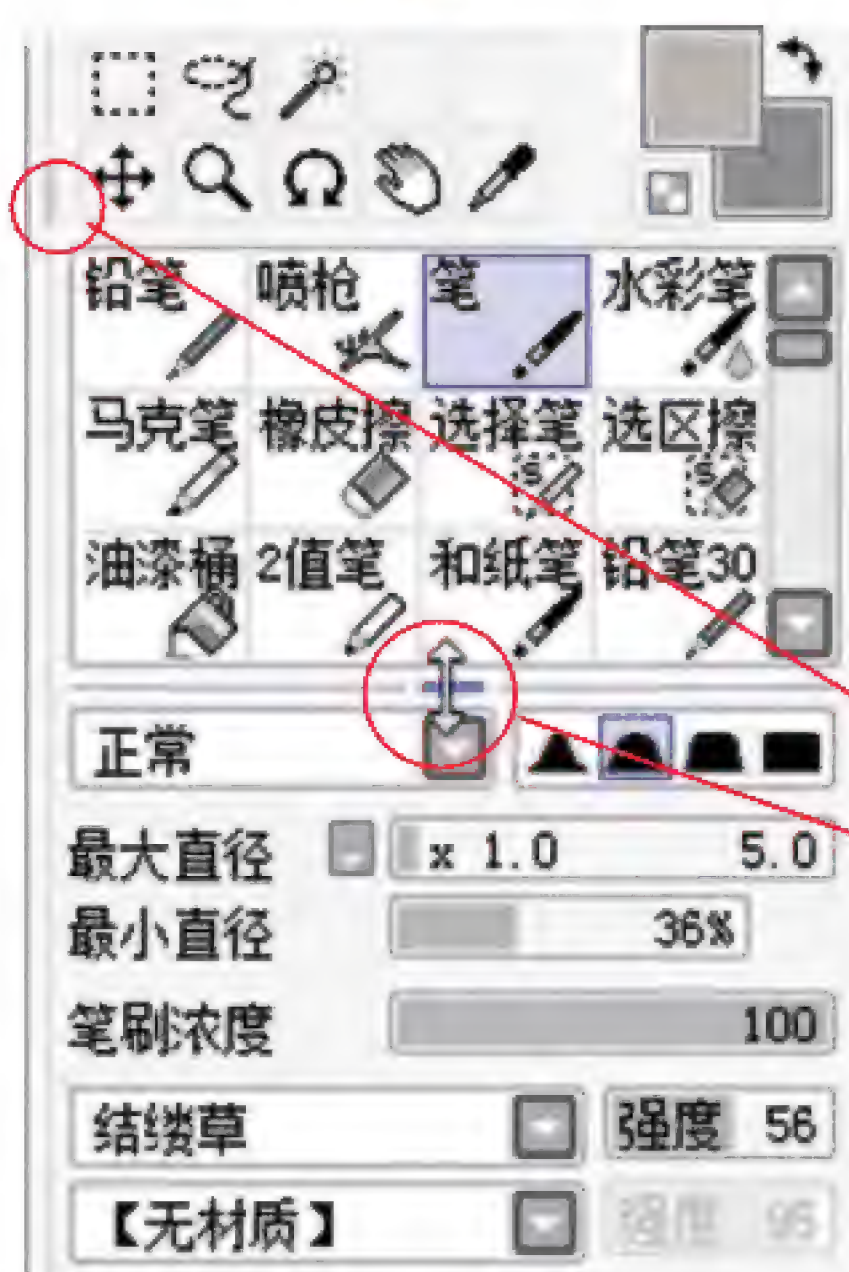 铅笔 喷枪 笔 水彩笔
马克笔 橡皮擦 选择笔 选区擦
油漆桶 2值笔 和纸笔 铅笔30
正常
最大直径 x 1.0 5.0
最小直径 36%
笔刷浓度 100
结缕草 强度 56
【无材质】 强度 95